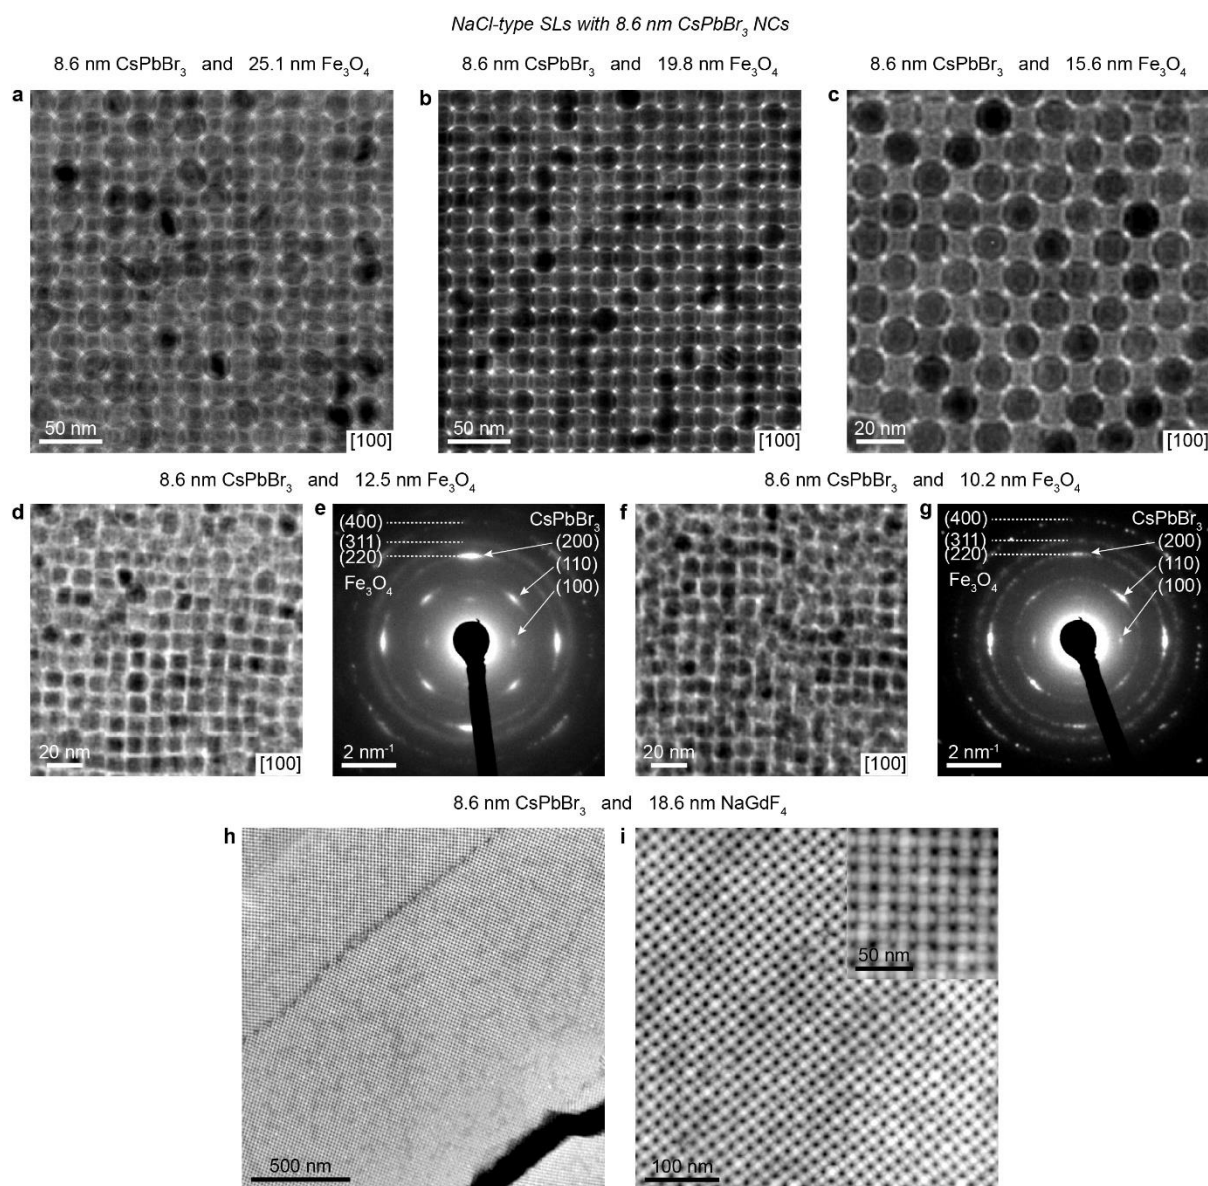 NaCl-type SLs with 8.6 nm CsPbBr₃ NCs
8.6 nm CsPbBr₃ and 25.1 nm Fe₃O₄
8.6 nm CsPbBr₃ and 19.8 nm Fe₃O₄
8.6 nm CsPbBr₃ and 15.6 nm Fe₃O₄
a
50 nm
[100]
b
50 nm
[100]
c
20 nm
[100]
8.6 nm CsPbBr₃ and 12.5 nm Fe₃O₄
8.6 nm CsPbBr₃ and 10.2 nm Fe₃O₄
d
20 nm
[100]
e
(400)
(311)
(220)
Fe₃O₄
CsPbBr₃
(200)
(110)
(100)
2 nm⁻¹
f
20 nm
[100]
g
(400)
(311)
(220)
Fe₃O₄
CsPbBr₃
(200)
(110)
(100)
2 nm⁻¹
8.6 nm CsPbBr₃ and 18.6 nm NaGdF₄
h
500 nm
i
50 nm
100 nm